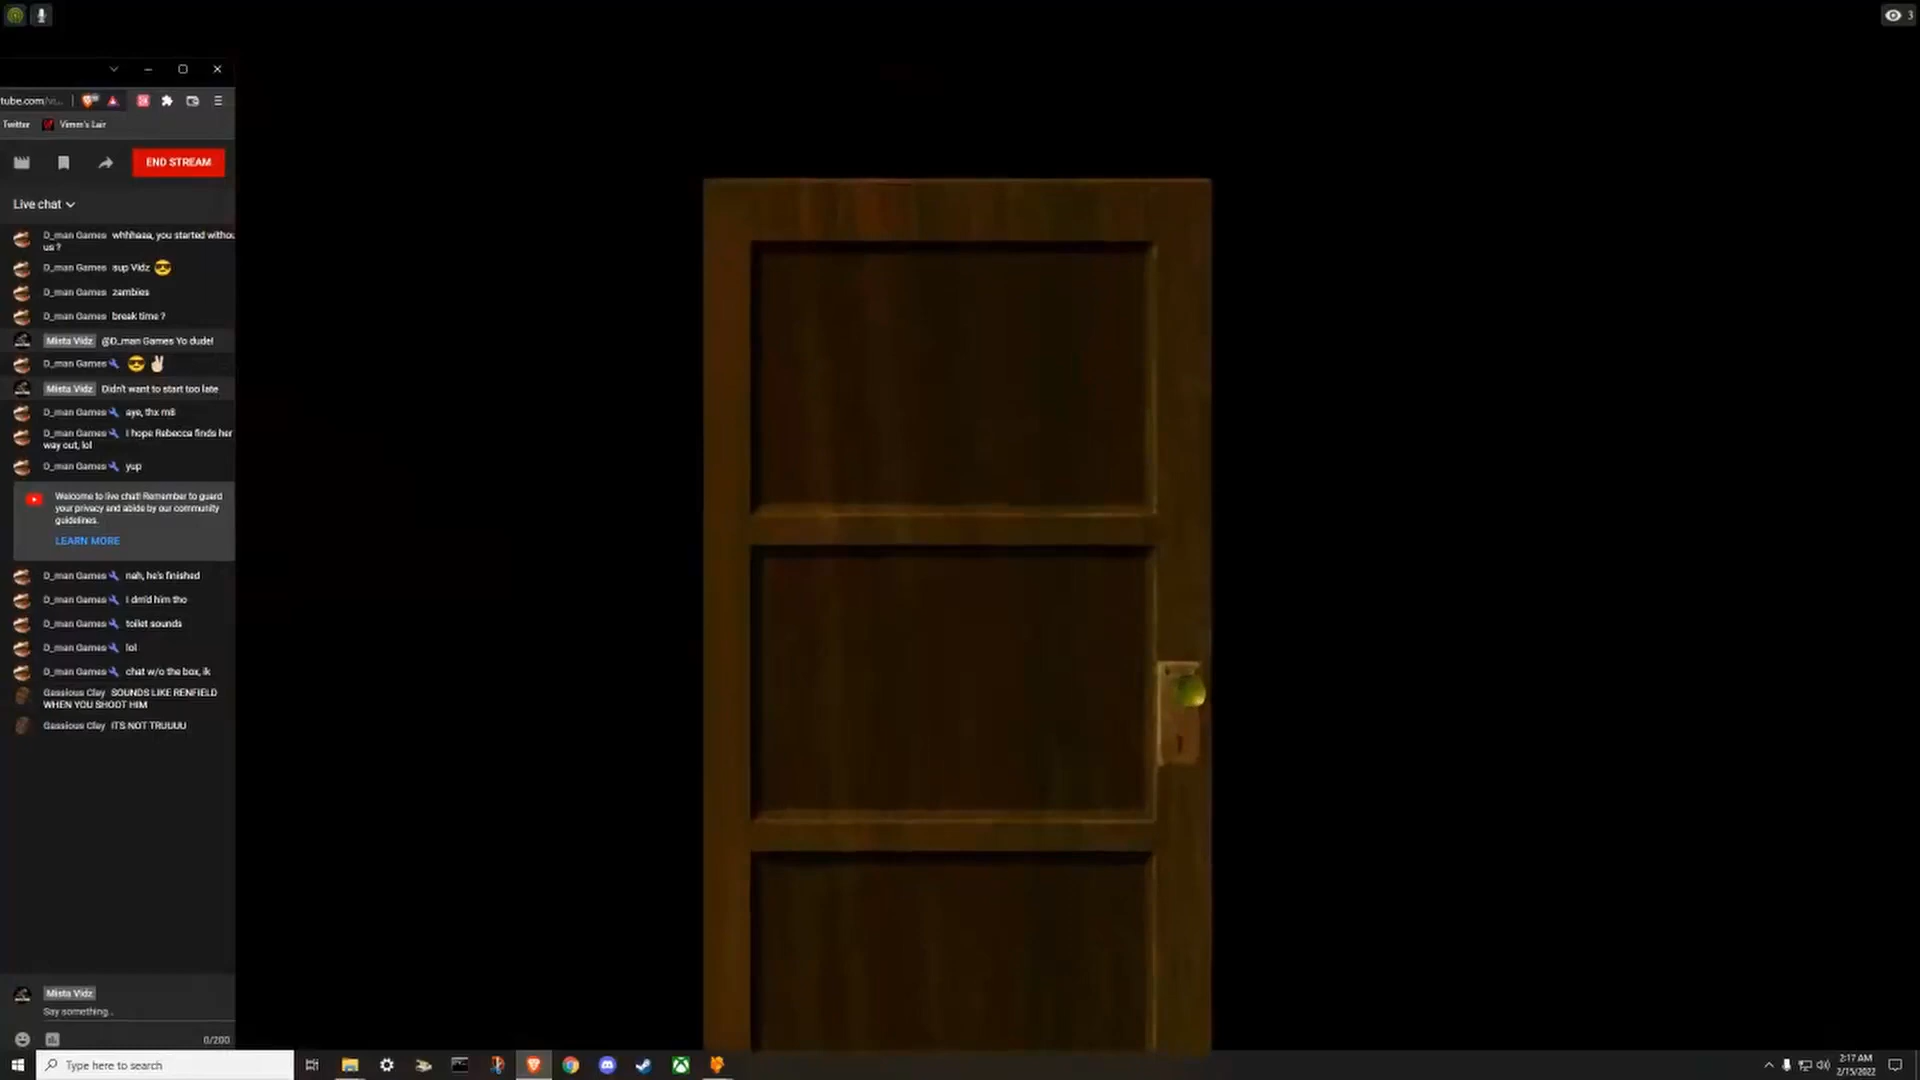 3
tube.com/
Twitter Vimm's Lair
END STREAM
Live chat
D_man Games whhhaaa, you started withou
us ?
D_man Games sup Vidz 😎
D_man Games zambies
D_man Games break time ?
Mista Vidz @D_man Games Yo dude!
D_man Games 😎✌🏻
Mista Vidz Didn't want to start too late
D_man Games aye, thx m8
D_man Games I hope Rebecca finds her
way out, lol
D_man Games yup
Welcome to live chat! Remember to guard
your privacy and abide by our community
guidelines.
LEARN MORE
D_man Games nah, he's finished
D_man Games I dm'd him tho
D_man Games toilet sounds
D_man Games lol
D_man Games chat w/o the box, ik
Gassious Clay SOUNDS LIKE RENFIELD
WHEN YOU SHOOT HIM
Gassious Clay ITS NOT TRUUUU
Mista Vidz
Say something...
0/200
Type here to search
2:17 AM
2/15/2022